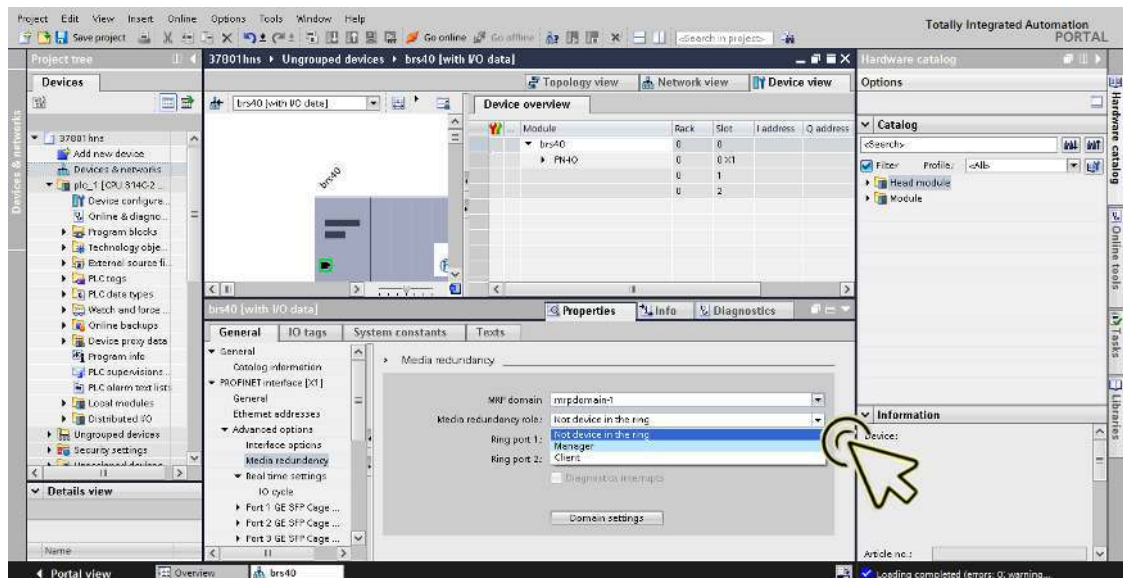 Project Edit View Insert Online Options Tools Window Help
Totally Integrated Automation
PORTAL
Save project
Go online
Go offline
<Search in project>
Project tree
37801hns ▸ Ungrouped devices ▸ brs40 [with I/O data]
Hardware catalog
Devices
Topology view
Network view
Device view
Options
brs40 [with I/O data]
Device overview
Module Rack Slot I address Q address
brs40 0 0
PN-IO 0 0 X1
0 1
0 2
brs40
37801hns
Add new device
Devices & networks
plc_1 [CPU 314C-2 ...
Device configura...
Online & diagno...
Program blocks
Technology obje...
External source fi...
PLC tags
PLC data types
Watch and force ...
Online backups
Device proxy data
Program info
PLC supervisions...
PLC alarm text lists
Local modules
Distributed I/O
Ungrouped devices
Security settings
Details view
Name
Catalog
<Search>
Filter Profile: <All>
Head module
Module
Information
Device:
Article no.:
Hardware catalog
Online tools
Tasks
Libraries
Devices & networks
brs40 [with I/O data]
Properties
Info
Diagnostics
General IO tags System constants Texts
General
Catalog information
PROFINET interface [X1]
General
Ethernet addresses
Advanced options
Interface options
Media redundancy
Real time settings
IO cycle
Port 1 GE SFP Cage ...
Port 2 GE SFP Cage ...
Port 3 GE SFP Cage ...
Media redundancy
MRP domain mrpdomain-1
Media redundancy role: Not device in the ring
Ring port 1:
Ring port 2:
Not device in the ring
Manager
Client
Diagnostics interrupts
Domain settings
Portal view
Overview
brs40
Loading completed (errors: 0; warning...